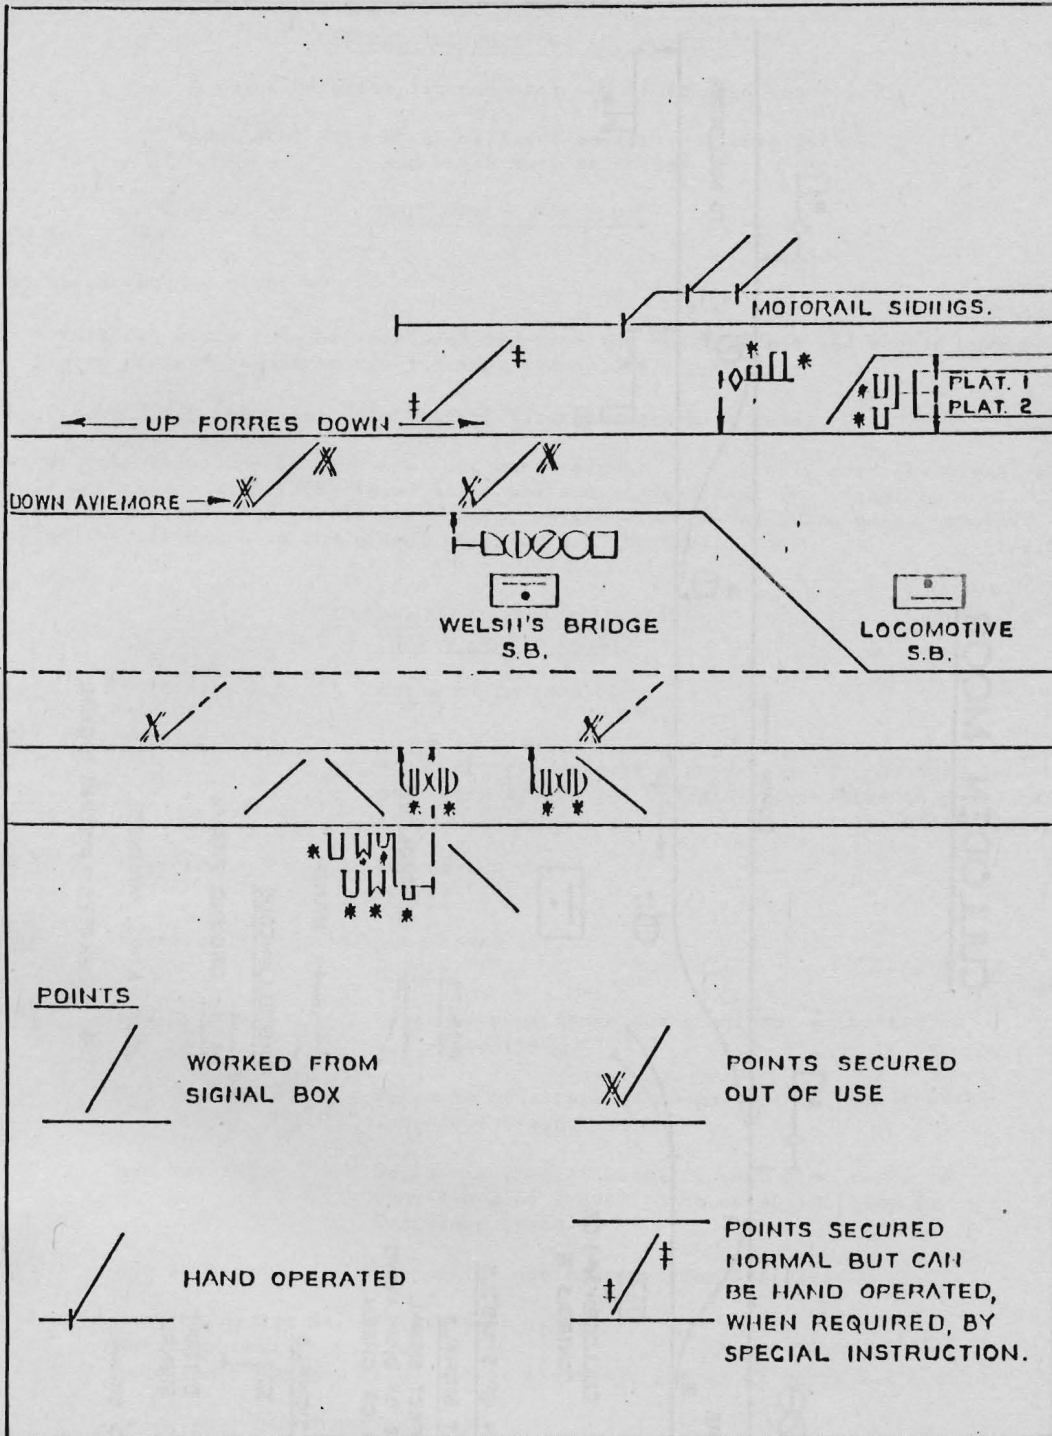 MOTORAIL SIDINGS.
PLAT. 1
PLAT. 2
UP FORRES DOWN
DOWN AVIEMORE
WELSH'S BRIDGE
S.B.
LOCOMOTIVE
S.B.
POINTS
WORKED FROM
SIGNAL BOX
POINTS SECURED
OUT OF USE
HAND OPERATED
POINTS SECURED
NORMAL BUT CAN
BE HAND OPERATED,
WHEN REQUIRED, BY
SPECIAL INSTRUCTION.